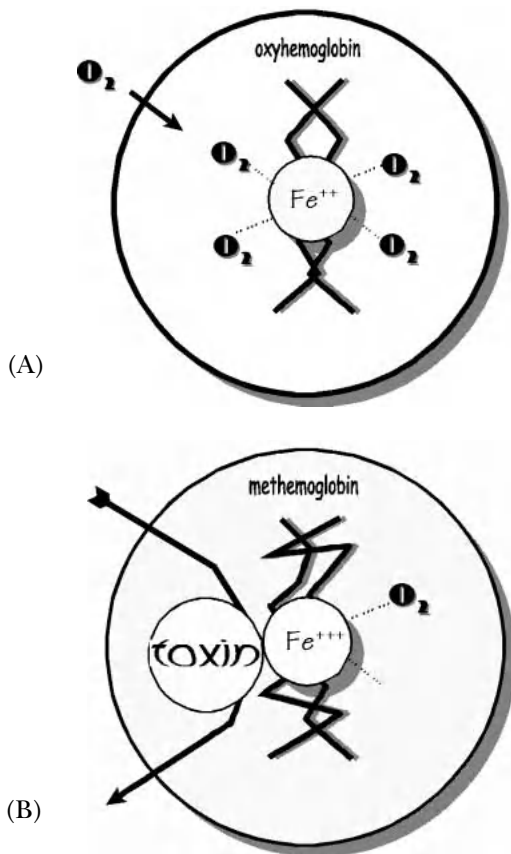 oxyhemoglobin
O₂
O₂ O₂
Fe⁺⁺
O₂ O₂
(A)
methemoglobin
O₂
toxin Fe⁺⁺⁺
(B)